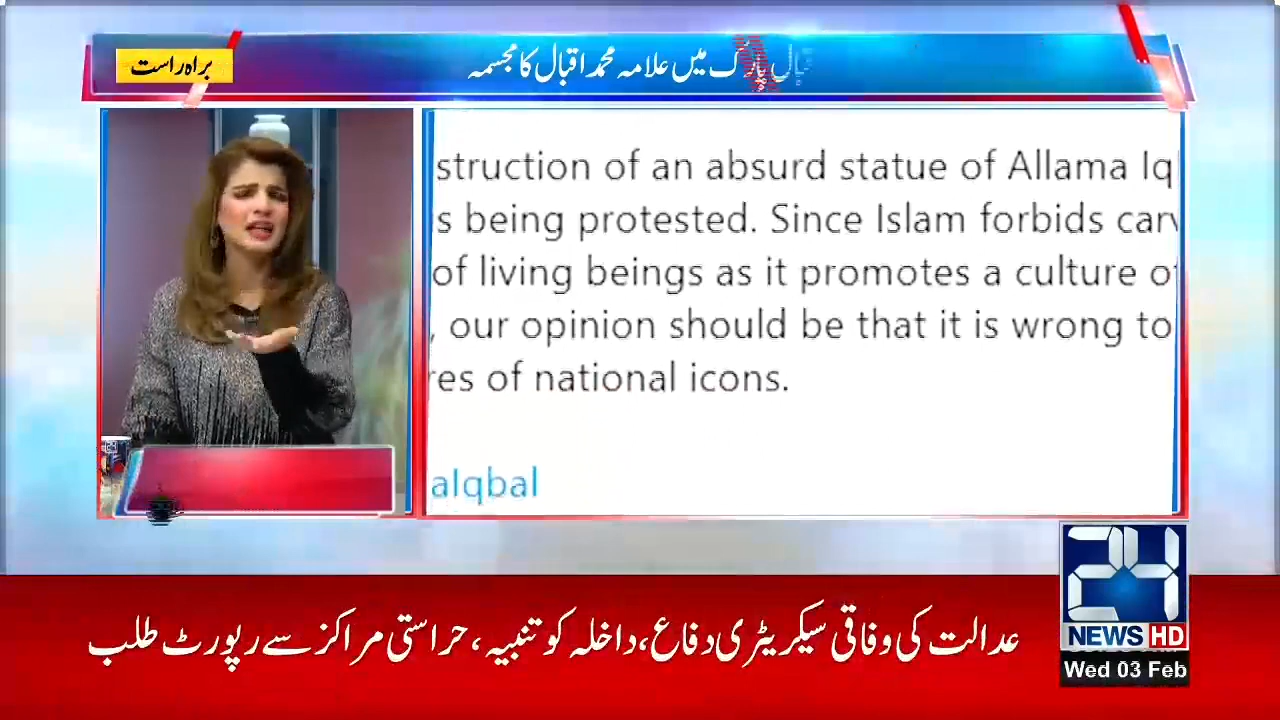 براہ راست
میں علامہ محمد اقبال کا مجسمہ
struction of an absurd statue of Allama Iq
s being protested. Since Islam forbids carv
of living beings as it promotes a culture of
, our opinion should be that it is wrong to
res of national icons.
aIqbal
24
NEWS HD
Wed 03 Feb
عدالت کی وفاقی سیکریٹری دفاع، داخلہ کو تنبیہ، حراستی مراکز سے رپورٹ طلب